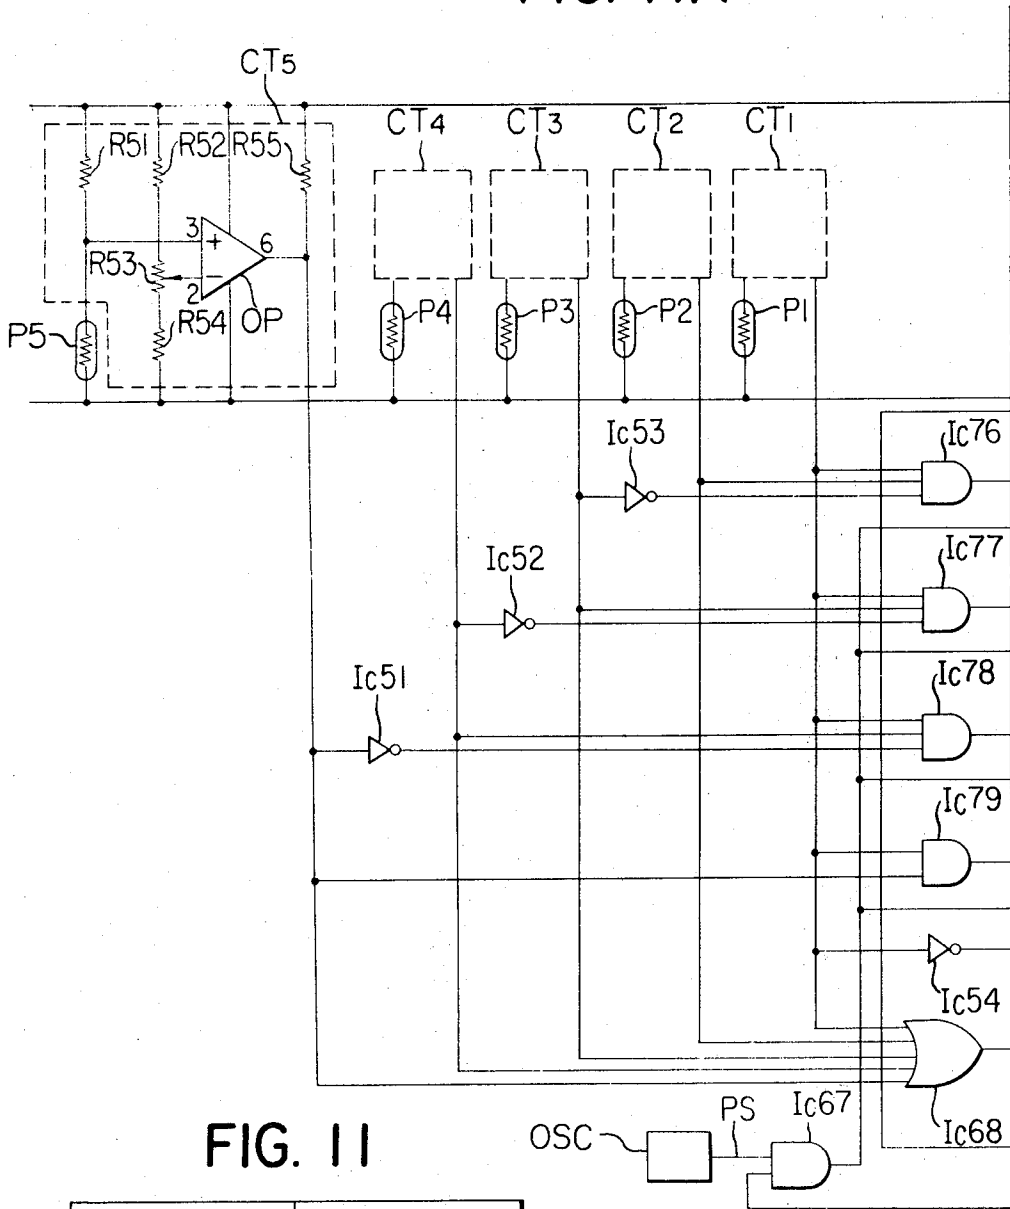 CT5
CT4 CT3 CT2 CT1
R51 R52 R55
3 + 6
R53 −
2
R54 OP
P5 P4 P3 P2 P1
Ic53 Ic76
Ic52 Ic77
Ic51 Ic78
Ic79
Ic54
Ic68
PS Ic67
OSC
FIG. 11